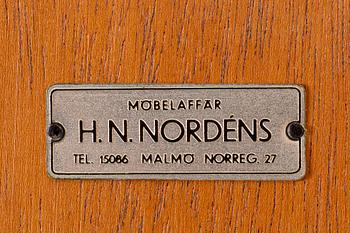 MÖBELAFFÄR
H. N. NORDÉNS
TEL. 15086 MALMÖ NORREG. 27